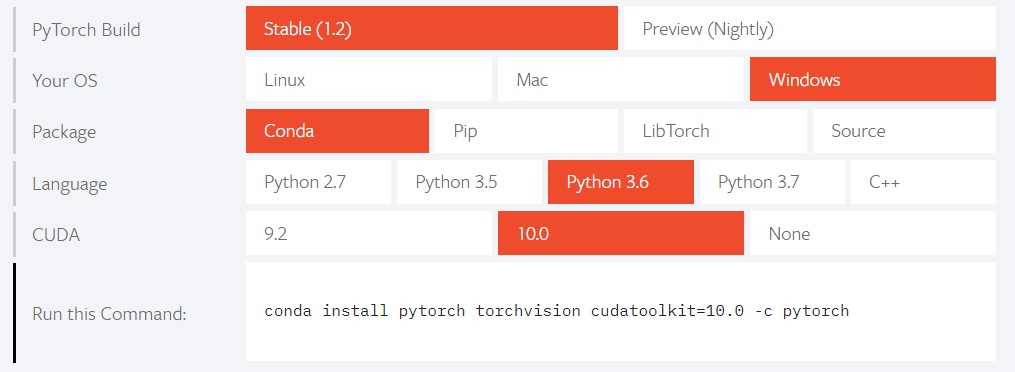 PyTorch Build Stable (1.2) Preview (Nightly)
Your OS Linux Mac Windows
Package Conda Pip LibTorch Source
Language Python 2.7 Python 3.5 Python 3.6 Python 3.7 C++
CUDA 9.2 10.0 None
Run this Command: conda install pytorch torchvision cudatoolkit=10.0 -c pytorch